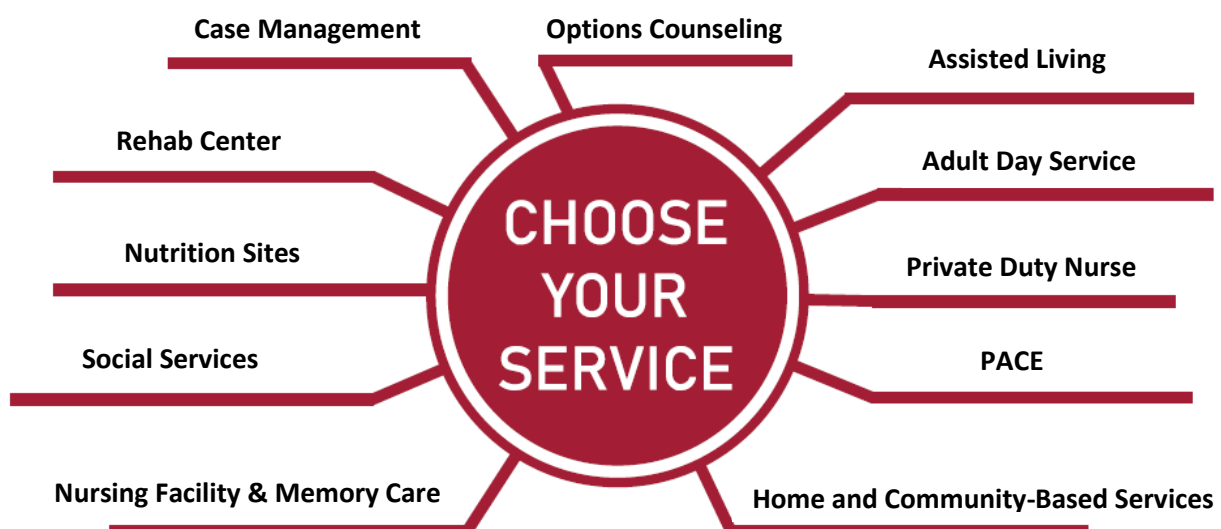 Case Management
Options Counseling
Assisted Living
Rehab Center
Adult Day Service
Nutrition Sites
Private Duty Nurse
Social Services
PACE
Nursing Facility & Memory Care
Home and Community-Based Services
CHOOSE
YOUR
SERVICE